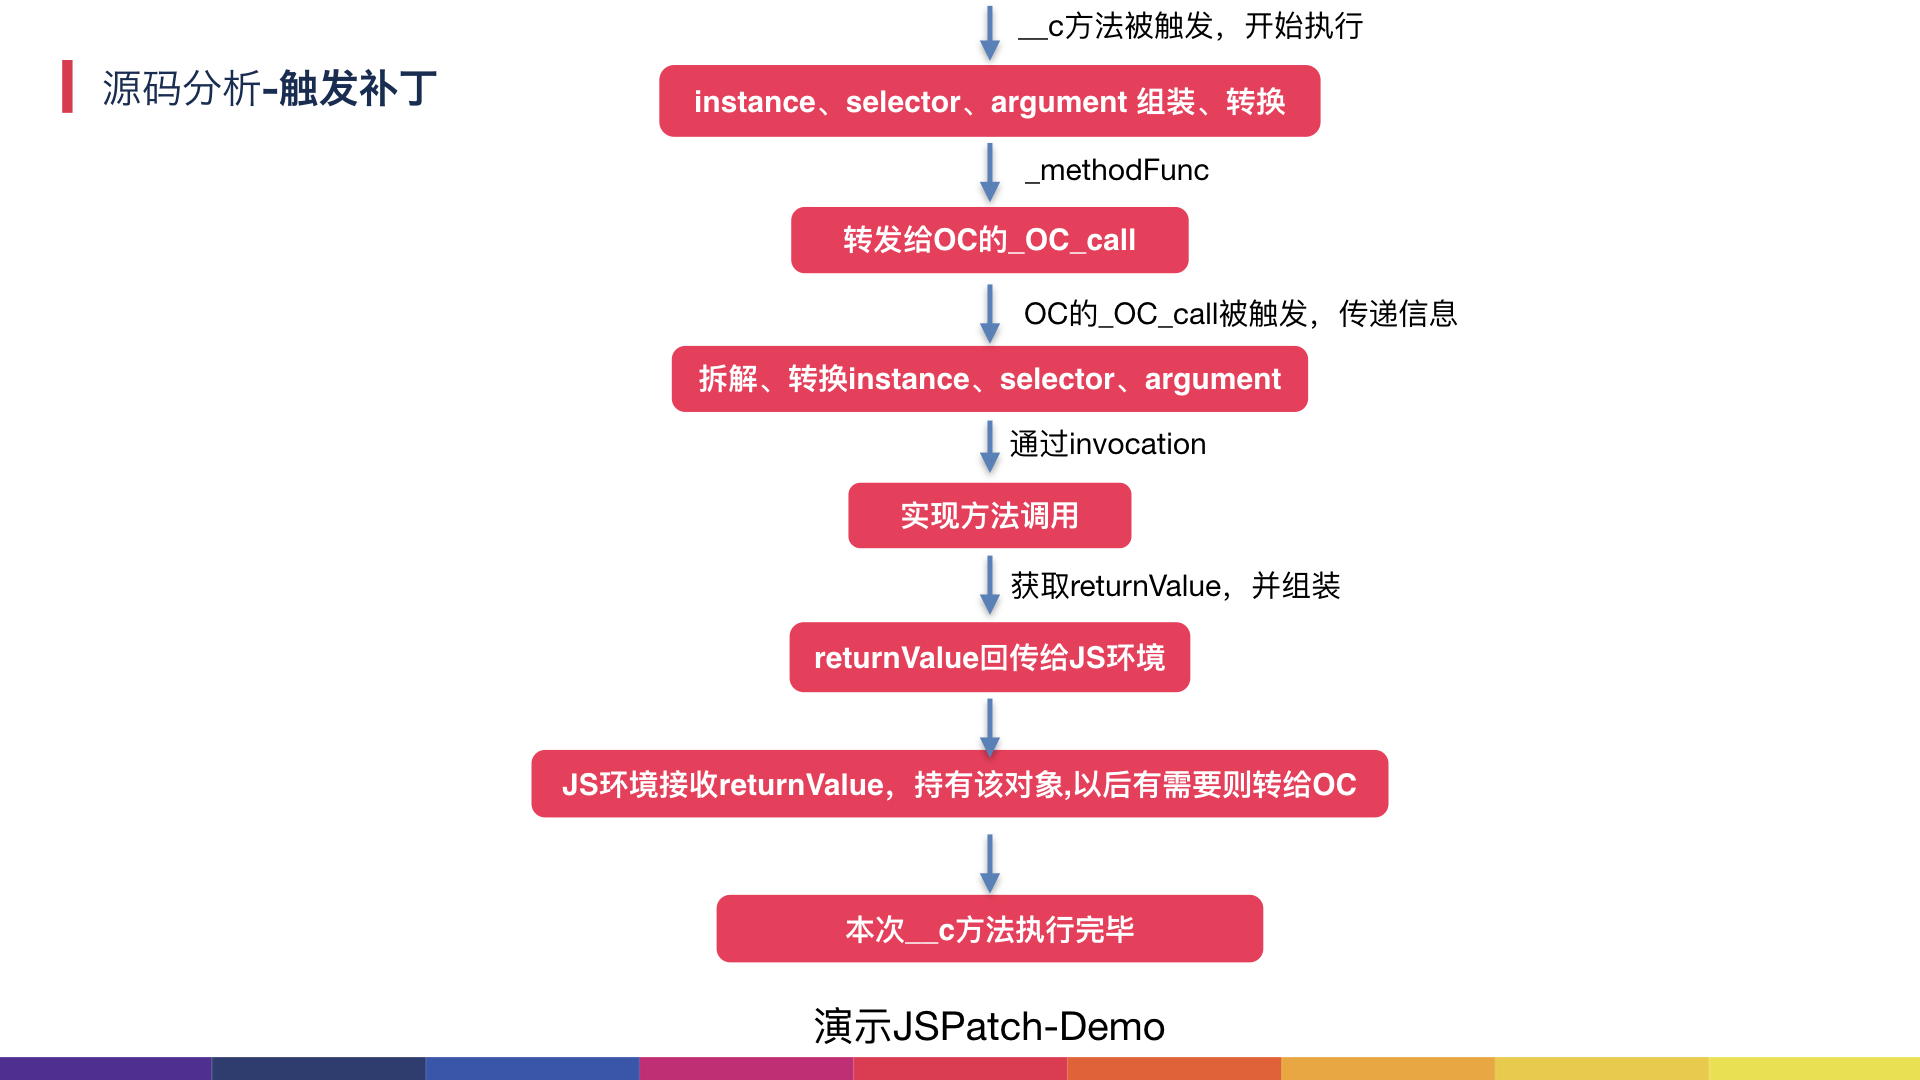 __c方法被触发，开始执行
源码分析-触发补丁
instance、selector、argument 组装、转换
_methodFunc
转发给OC的_OC_call
OC的_OC_call被触发，传递信息
拆解、转换instance、selector、argument
通过invocation
实现方法调用
获取returnValue，并组装
returnValue回传给JS环境
JS环境接收returnValue，持有该对象,以后有需要则转给OC
本次__c方法执行完毕
演示JSPatch-Demo